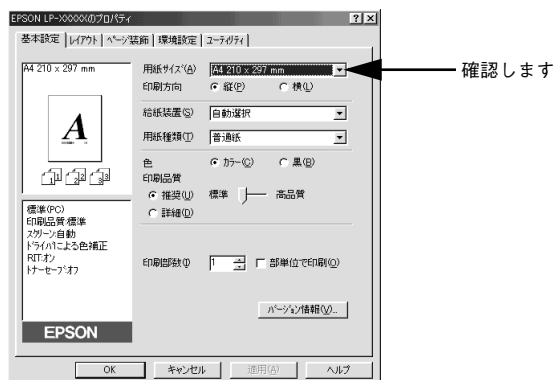 EPSON LP-XXXXXのプロパティ
? ×
基本設定 レイアウト ページ装飾 環境設定 ユーティリティ
A4 210 x 297 mm
A
1 1 2 2 3 3
標準(PC)
印刷品質:標準
スクリーン:自動
ドライバによる色補正
RIT:オン
トナーセーブ:オフ
EPSON
用紙サイズ(A) A4 210 x 297 mm
確認します
印刷方向 縦(P) 横(L)
給紙装置(S) 自動選択
用紙種類(T) 普通紙
色 カラー(C) 黒(B)
印刷品質
推奨(U) 標準 高品質
詳細(D)
印刷部数(I) 1 部単位で印刷(O)
バージョン情報(V)...
OK キャンセル 適用(A) ヘルプ